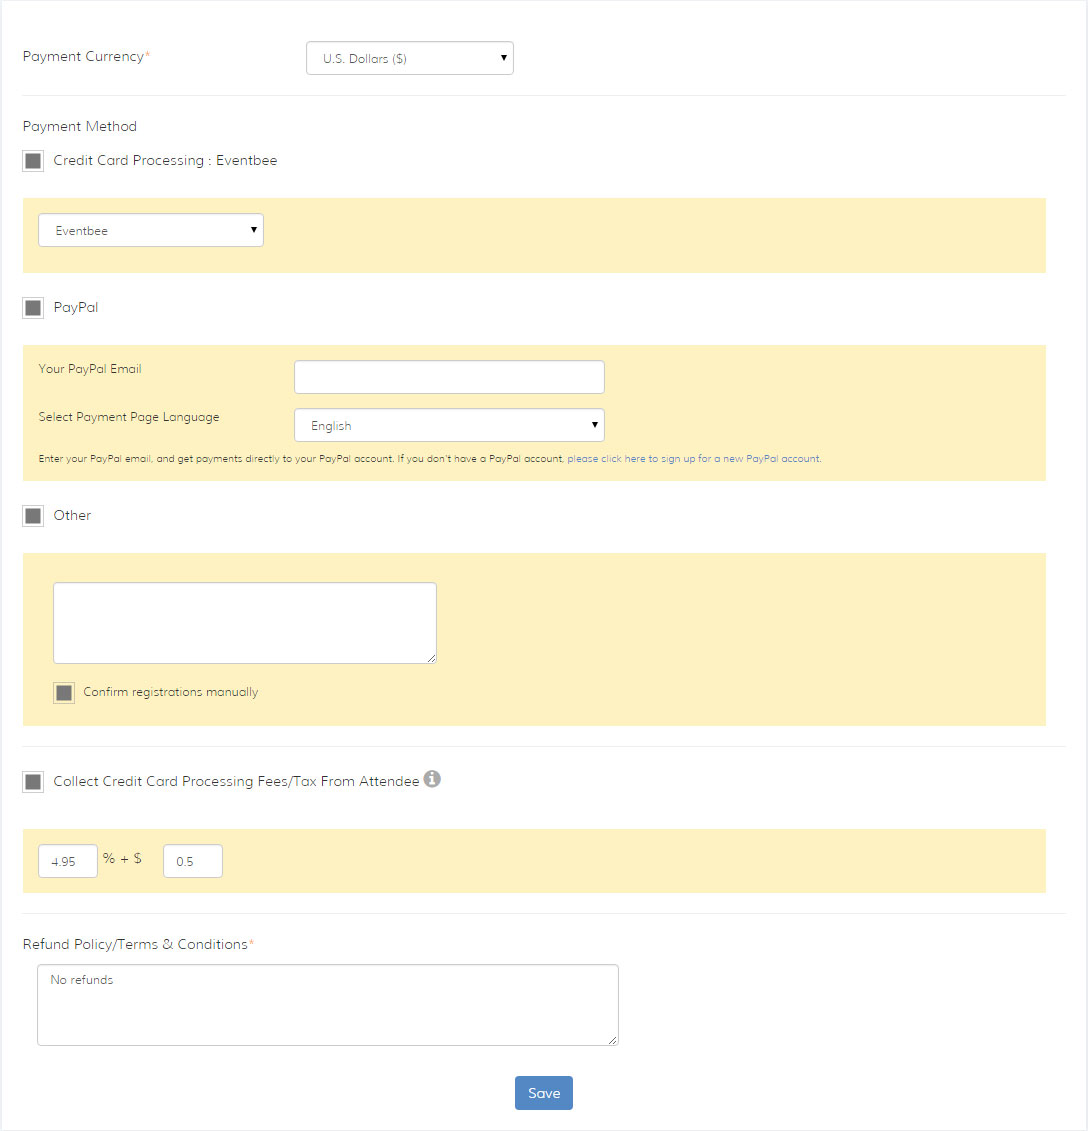 Payment Currency*
U.S. Dollars ($)
Payment Method
Credit Card Processing : Eventbee
Eventbee
PayPal
Your PayPal Email
Select Payment Page Language
English
Enter your PayPal email, and get payments directly to your PayPal account. If you don't have a PayPal account, please click here to sign up for a new PayPal account.
Other
Confirm registrations manually
Collect Credit Card Processing Fees/Tax From Attendee i
4.95 % + $ 0.5
Refund Policy/Terms & Conditions*
No refunds
Save